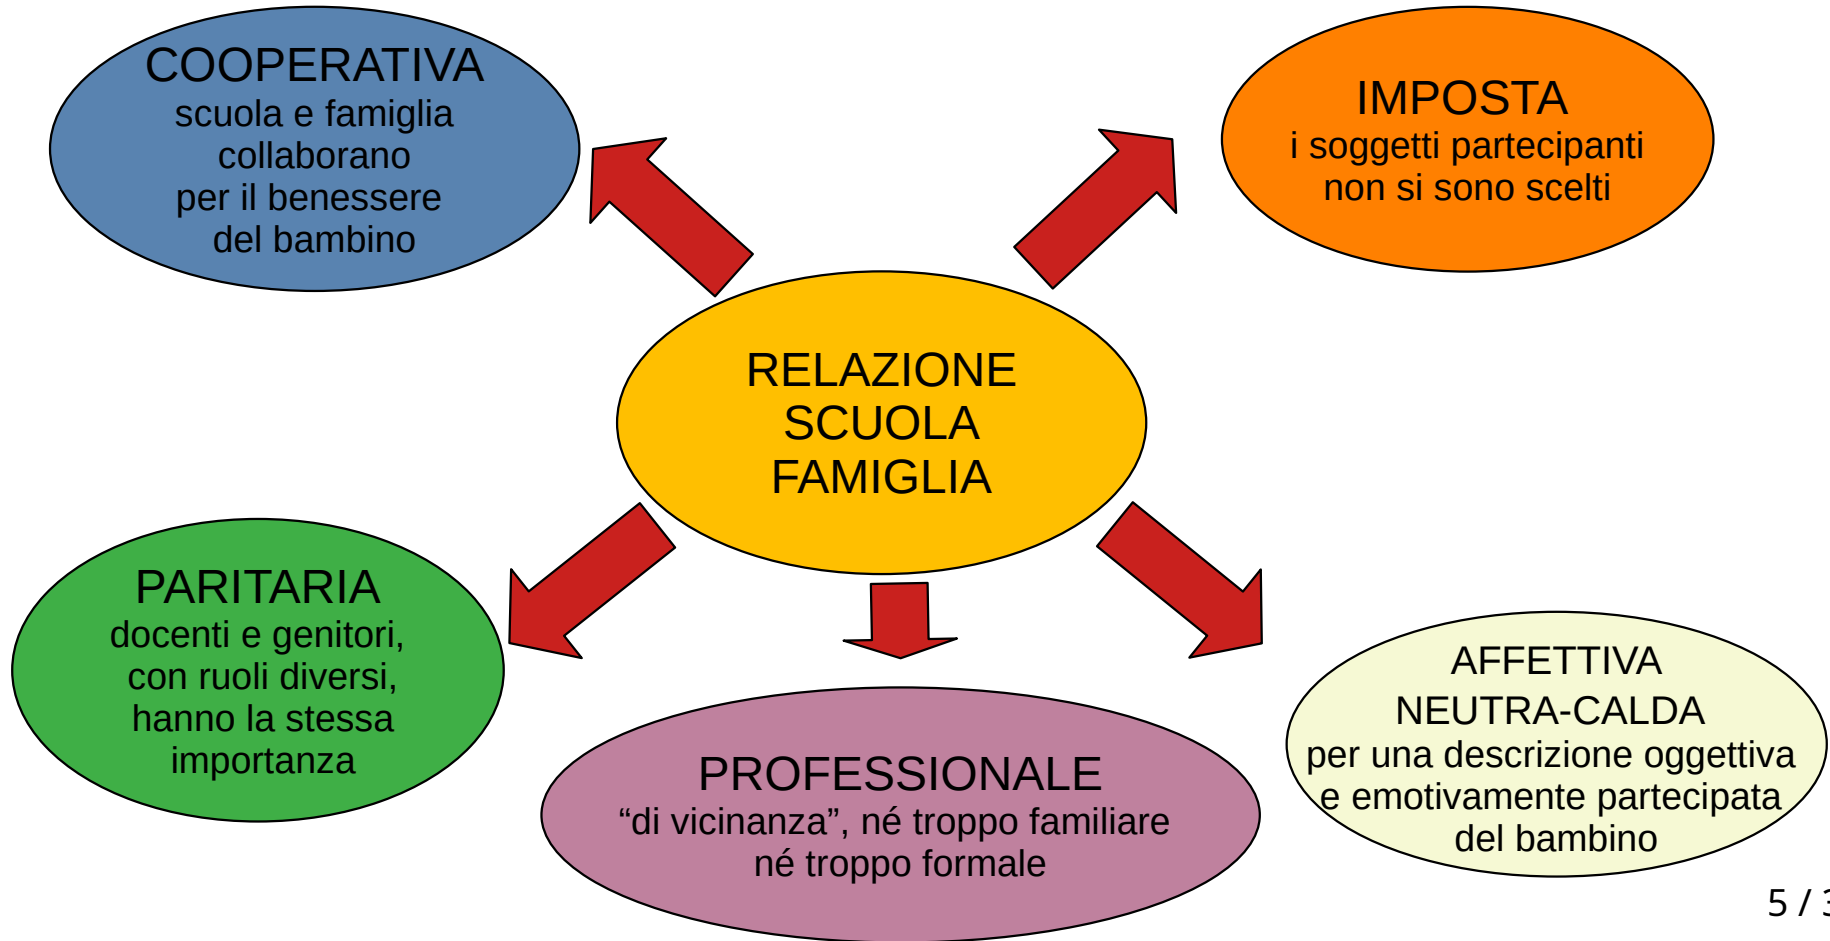 COOPERATIVA
scuola e famiglia
collaborano
per il benessere
del bambino
IMPOSTA
i soggetti partecipanti
non si sono scelti
RELAZIONE
SCUOLA
FAMIGLIA
PARITARIA
docenti e genitori,
con ruoli diversi,
hanno la stessa
importanza
PROFESSIONALE
“di vicinanza”, né troppo familiare
né troppo formale
AFFETTIVA
NEUTRA-CALDA
per una descrizione oggettiva
e emotivamente partecipata
del bambino
5 /